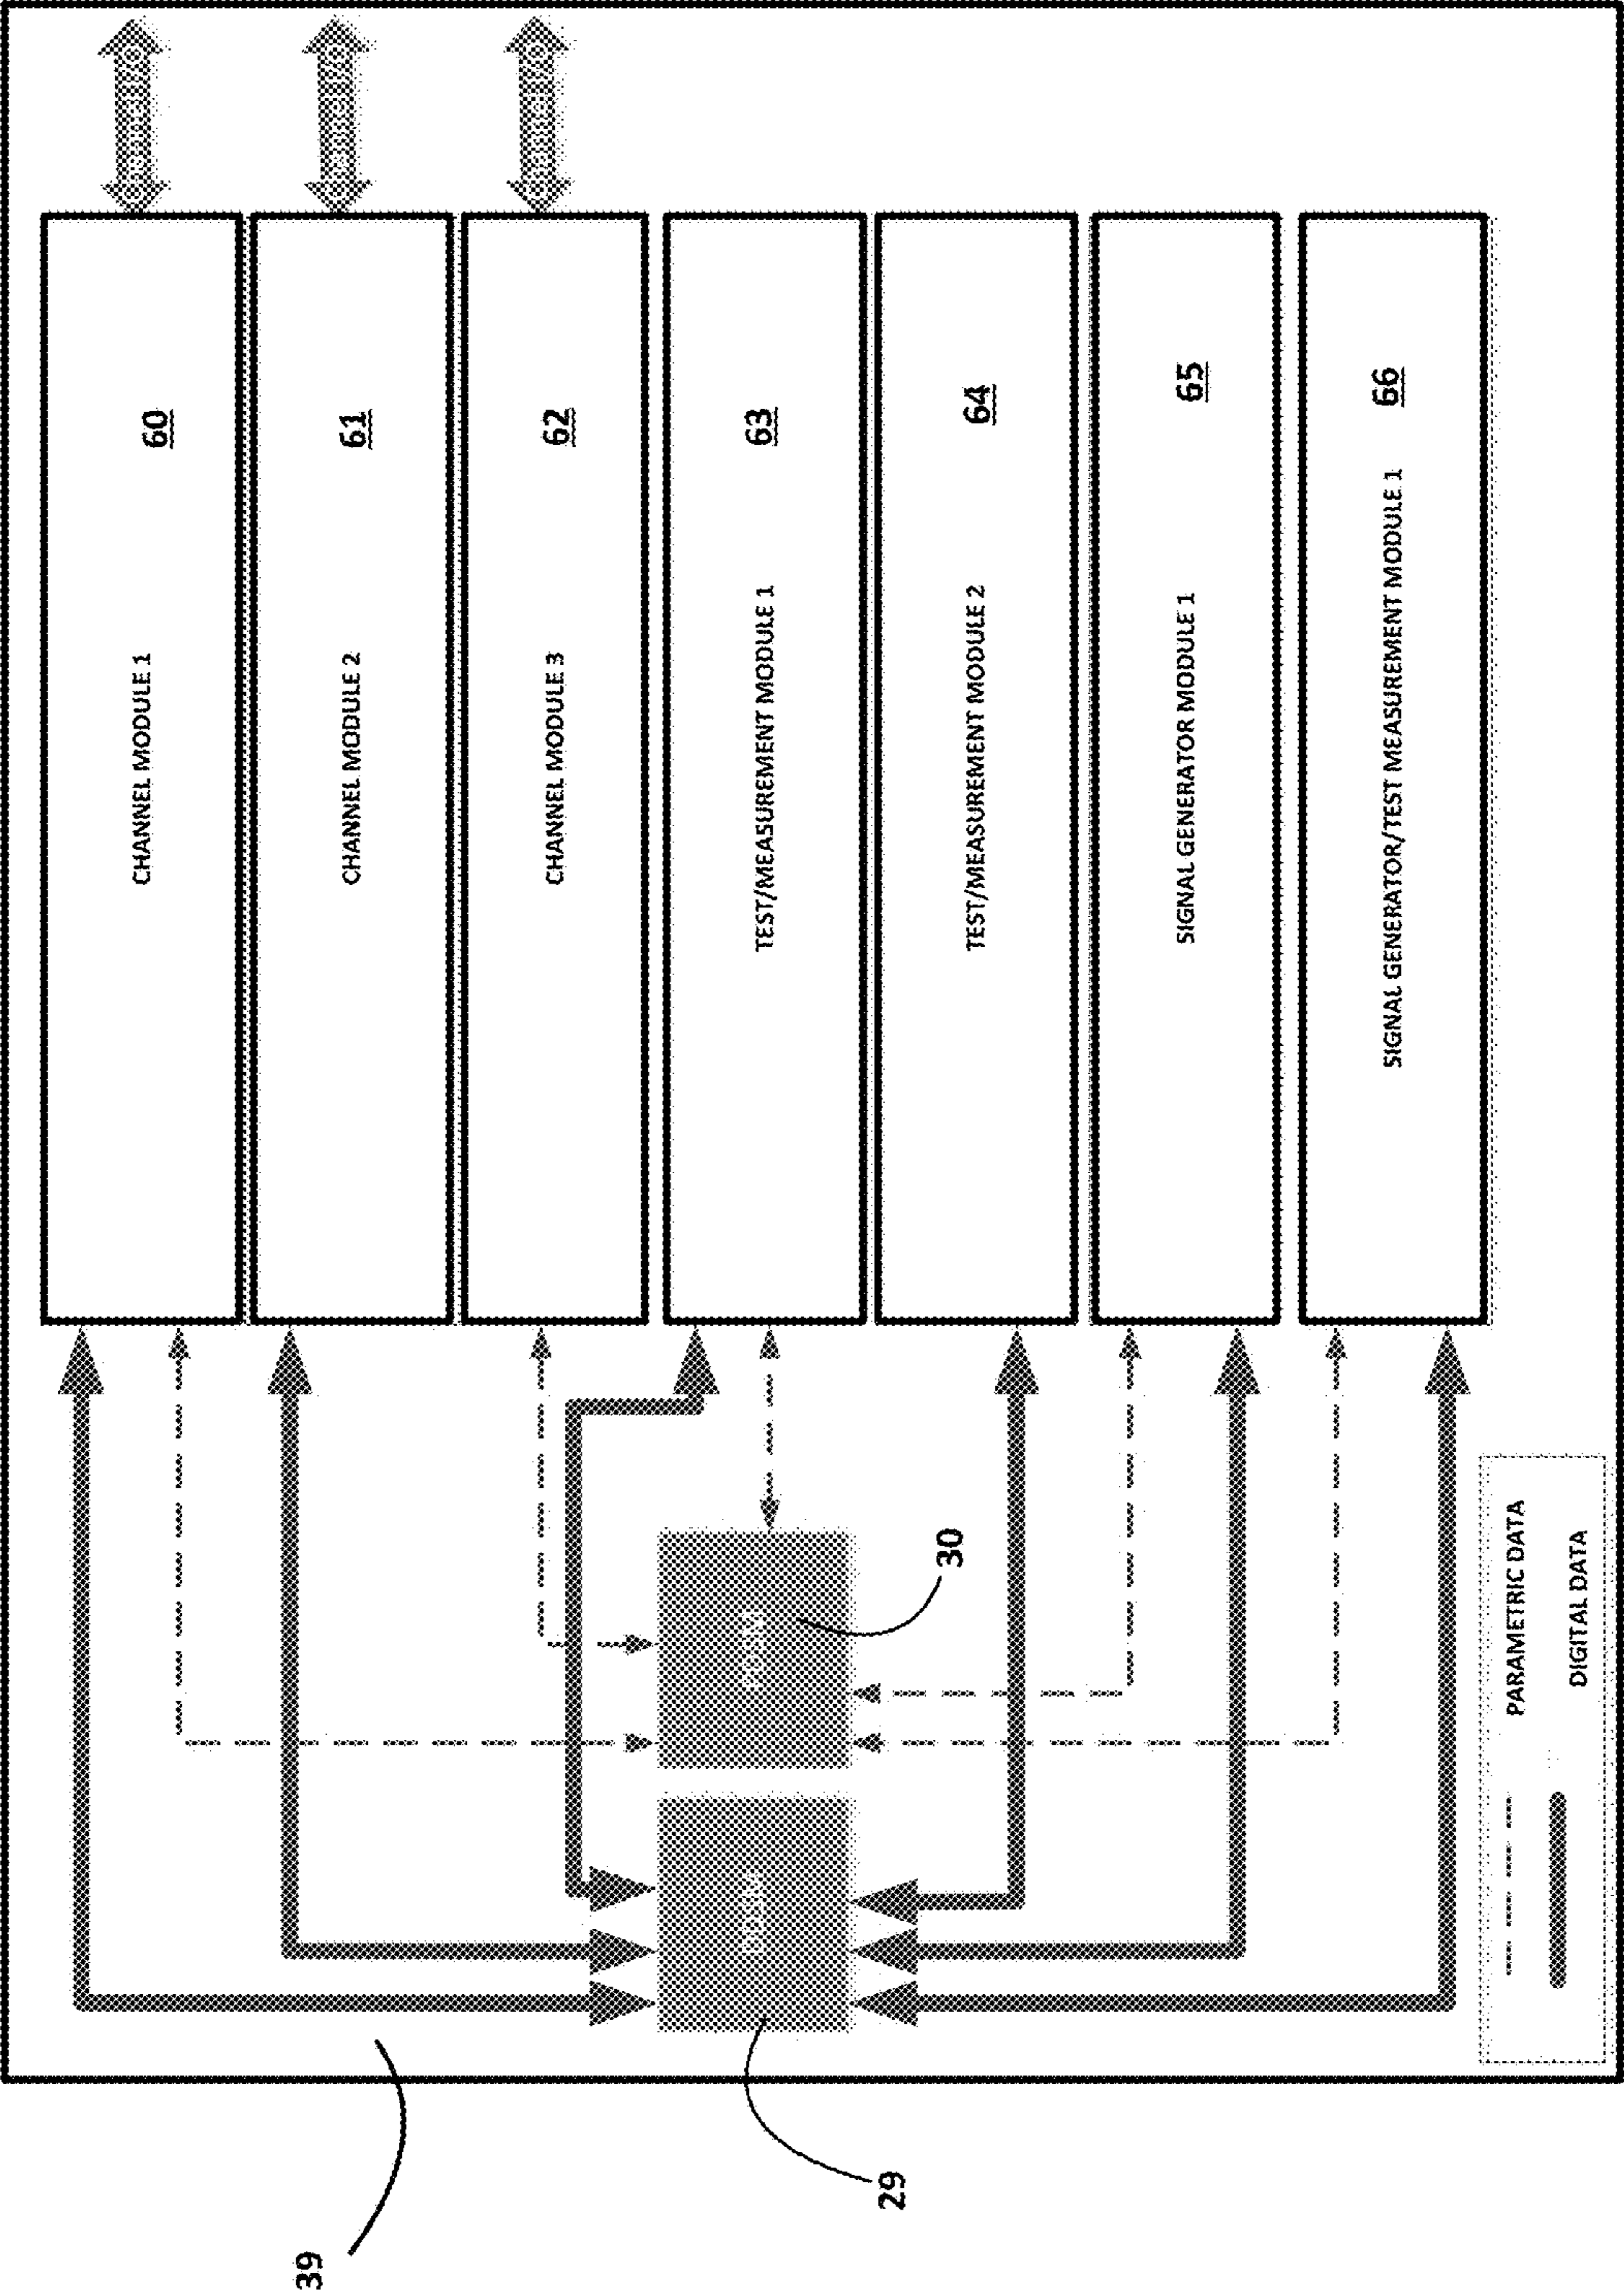 CHANNEL MODULE 1
60
CHANNEL MODULE 2
61
CHANNEL MODULE 3
62
TEST/MEASUREMENT MODULE 1
63
TEST/MEASUREMENT MODULE 2
64
SIGNAL GENERATOR MODULE 1
65
SIGNAL GENERATOR/TEST MEASUREMENT MODULE 1
66
30
29
39
PARAMETRIC DATA
DIGITAL DATA